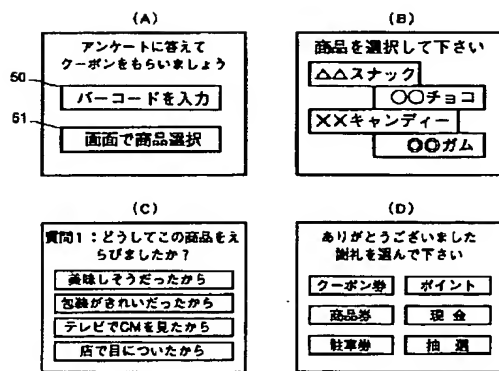 (A)
アンケートに答えて
クーポンをもらいましょう
50
バーコードを入力
51
画面で商品選択
(B)
商品を選択して下さい
△△スナック
○○チョコ
××キャンディー
◎◎ガム
(C)
質問1:どうしてこの商品をえ
らびましたか?
美味しそうだったから
包装がきれいだったから
テレビでCMを見たから
店で目についたから
(D)
ありがとうございました
謝礼を選んで下さい
クーポン券 ポイント
商品券 現金
駐車券 抽選